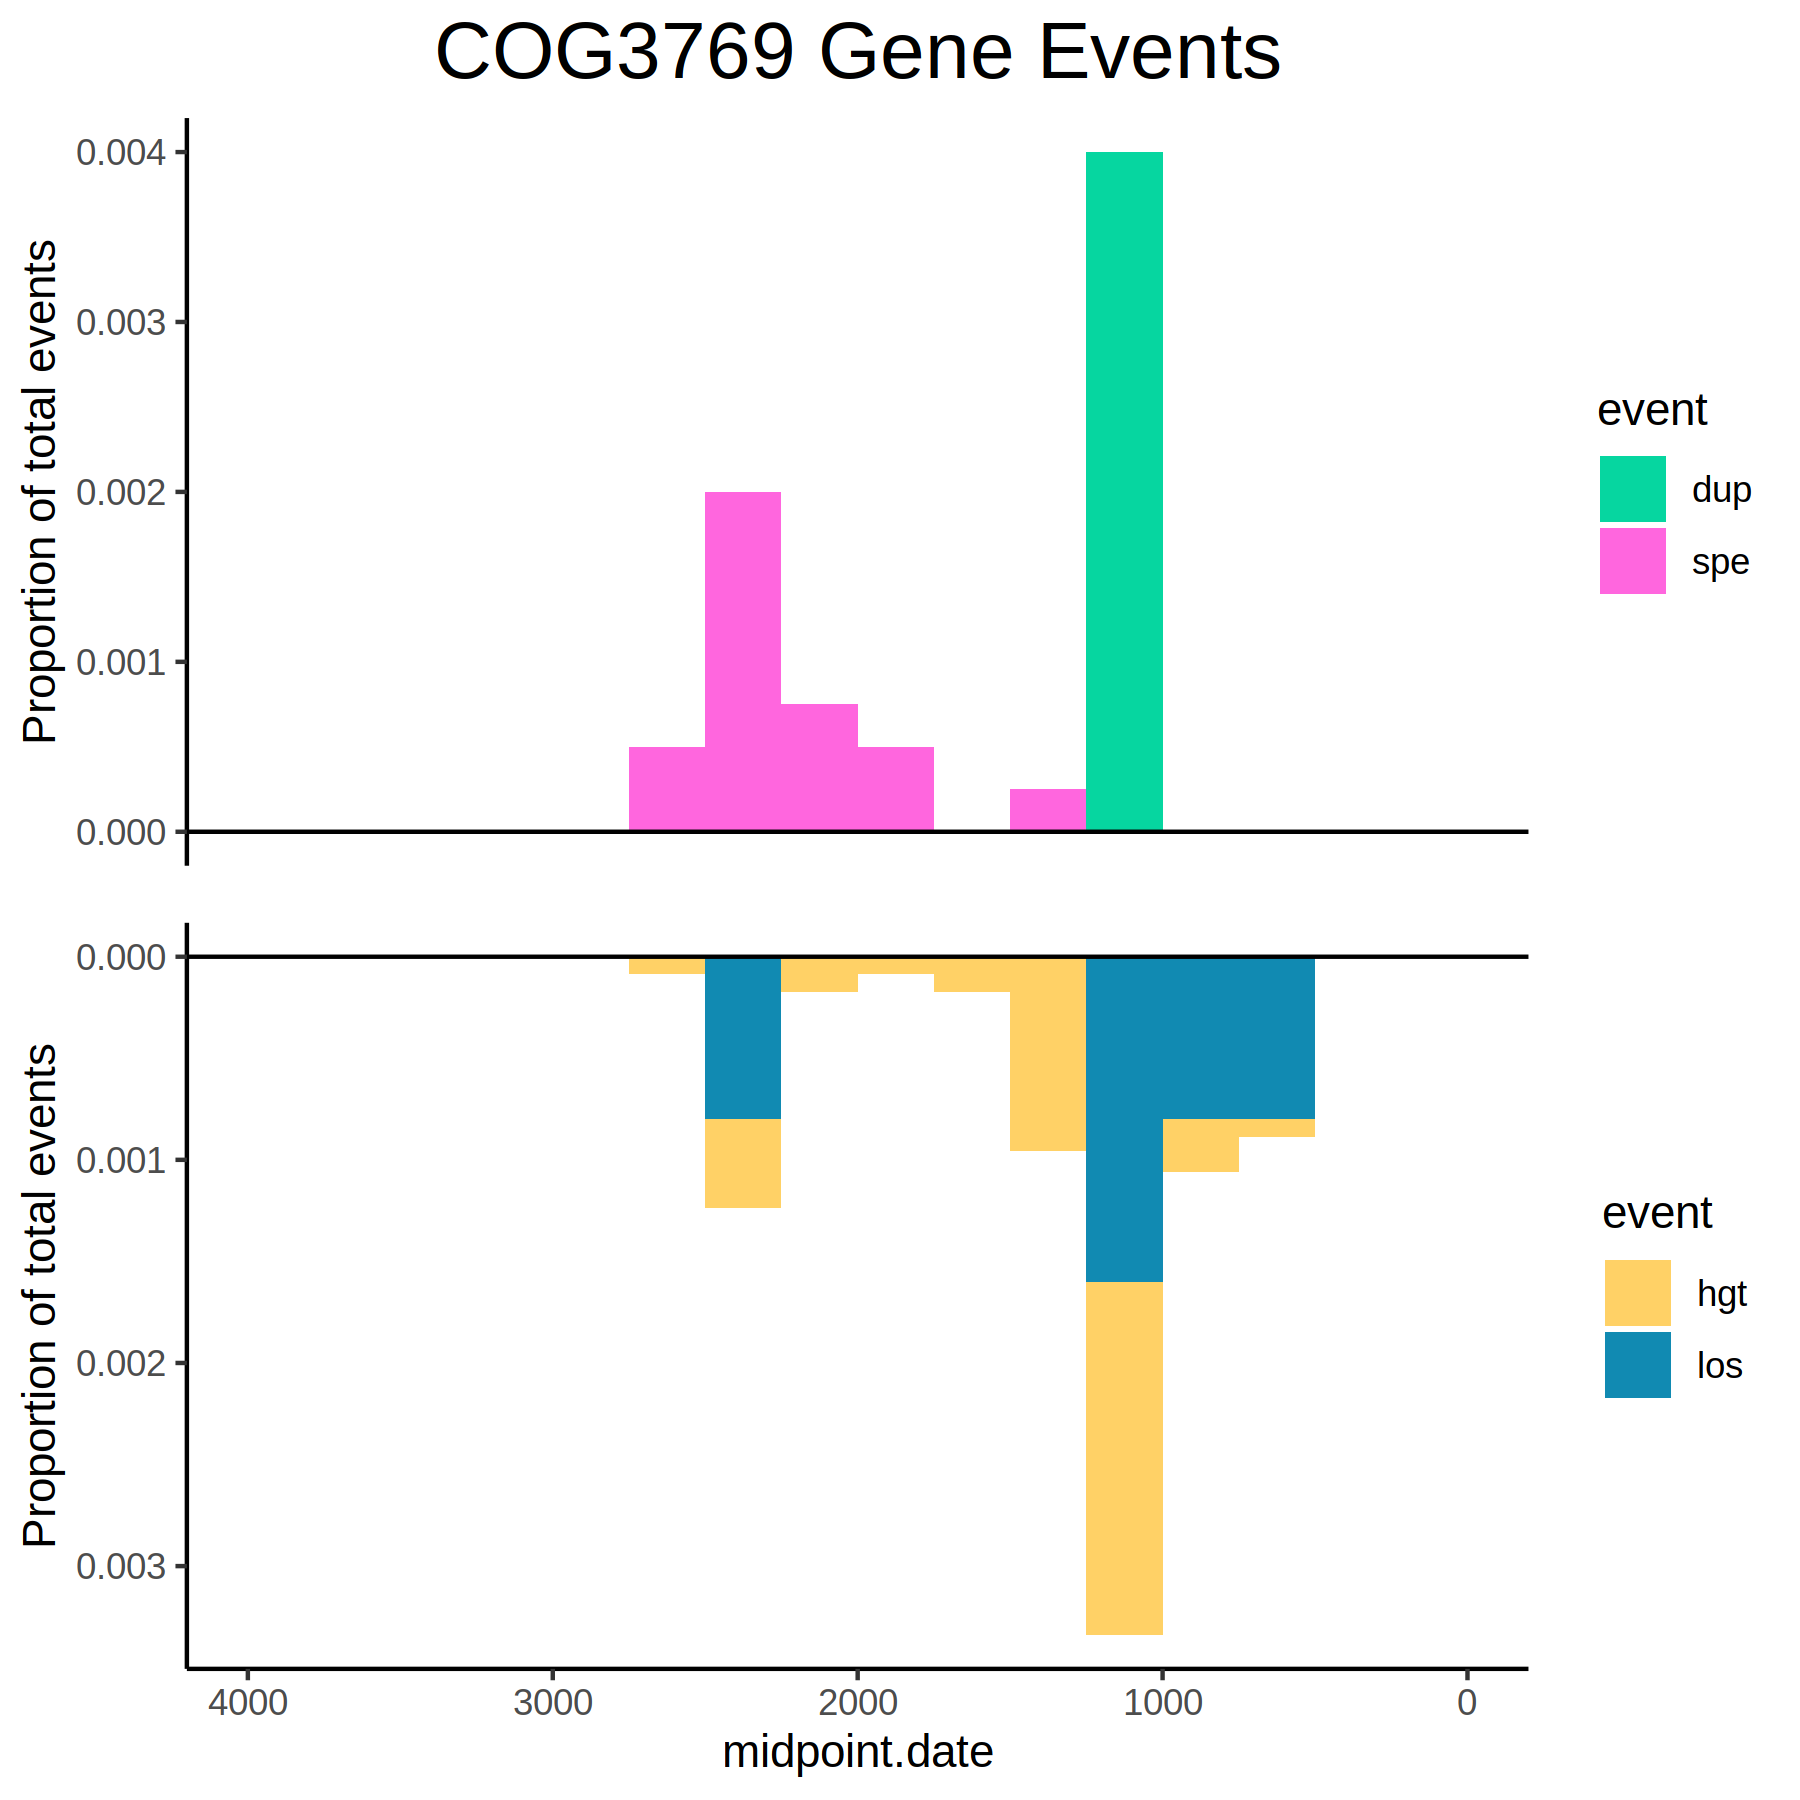 COG3769 Gene Events
Proportion of total events
0.004
0.003
0.002
0.001
0.000
event
dup
spe
Proportion of total events
0.000
0.001
0.002
0.003
event
hgt
los
4000 3000 2000 1000 0
midpoint.date